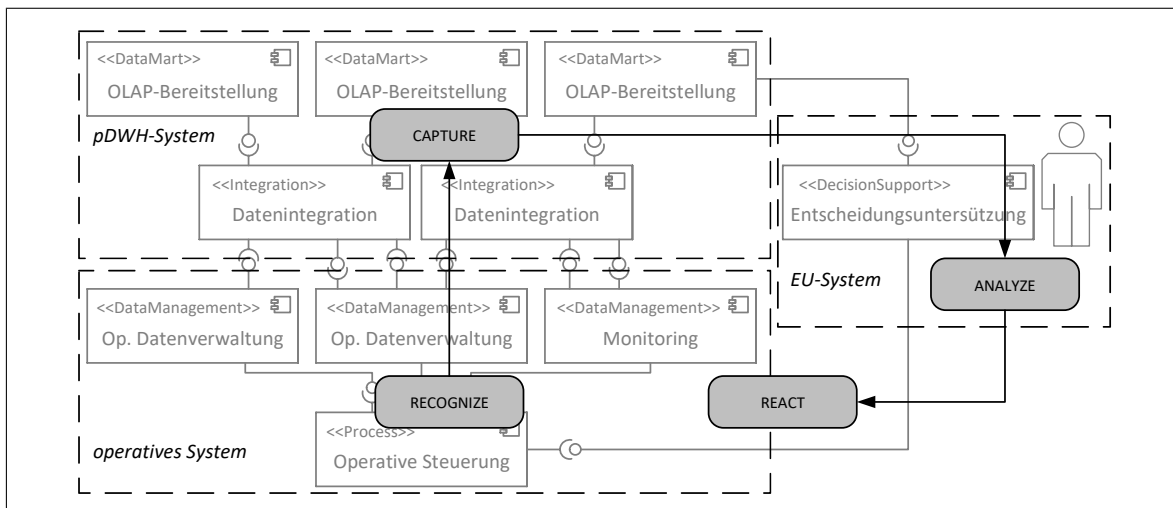 <<DataMart>>
OLAP-Bereitstellung
<<DataMart>>
OLAP-Bereitstellung
<<DataMart>>
OLAP-Bereitstellung
pDWH-System
CAPTURE
<<Integration>>
Datenintegration
<<Integration>>
Datenintegration
<<DecisionSupport>>
Entscheidungsuntersützung
EU-System
ANALYZE
<<DataManagement>>
Op. Datenverwaltung
<<DataManagement>>
Op. Datenverwaltung
<<DataManagement>>
Monitoring
RECOGNIZE
REACT
<<Process>>
Operative Steuerung
operatives System